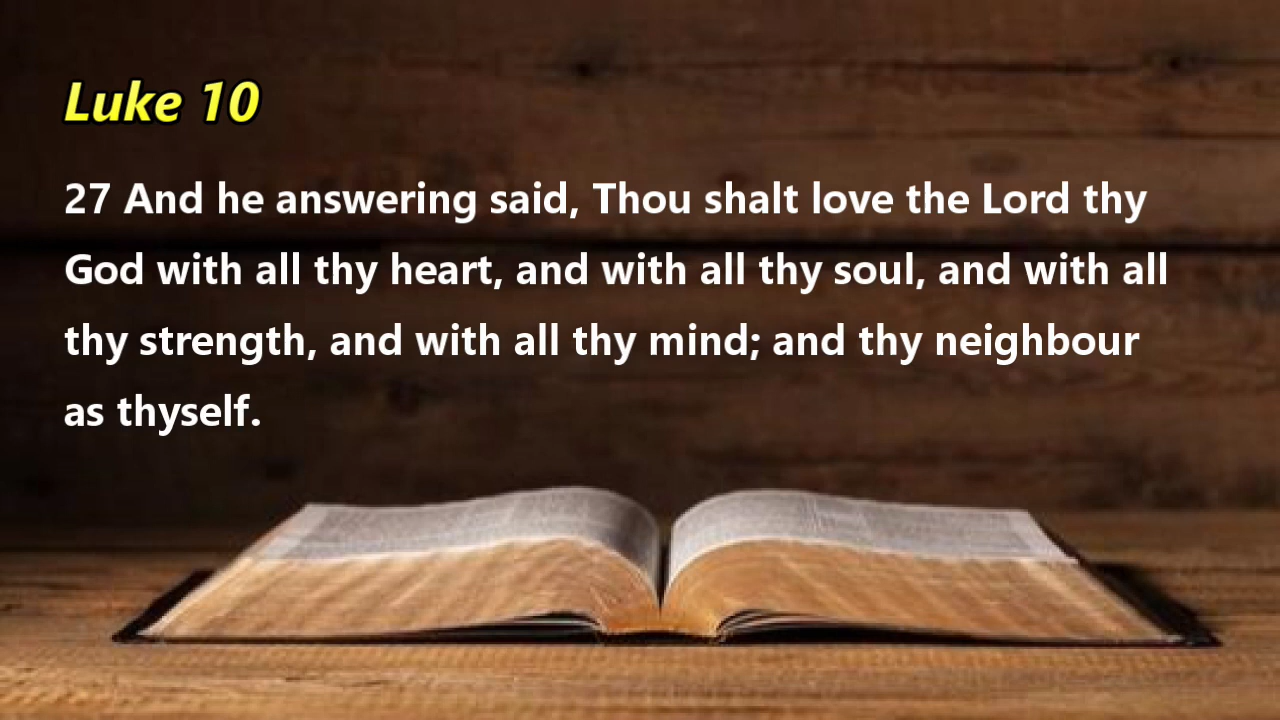 Luke 10
27 And he answering said, Thou shalt love the Lord thy
God with all thy heart, and with all thy soul, and with all
thy strength, and with all thy mind; and thy neighbour
as thyself.